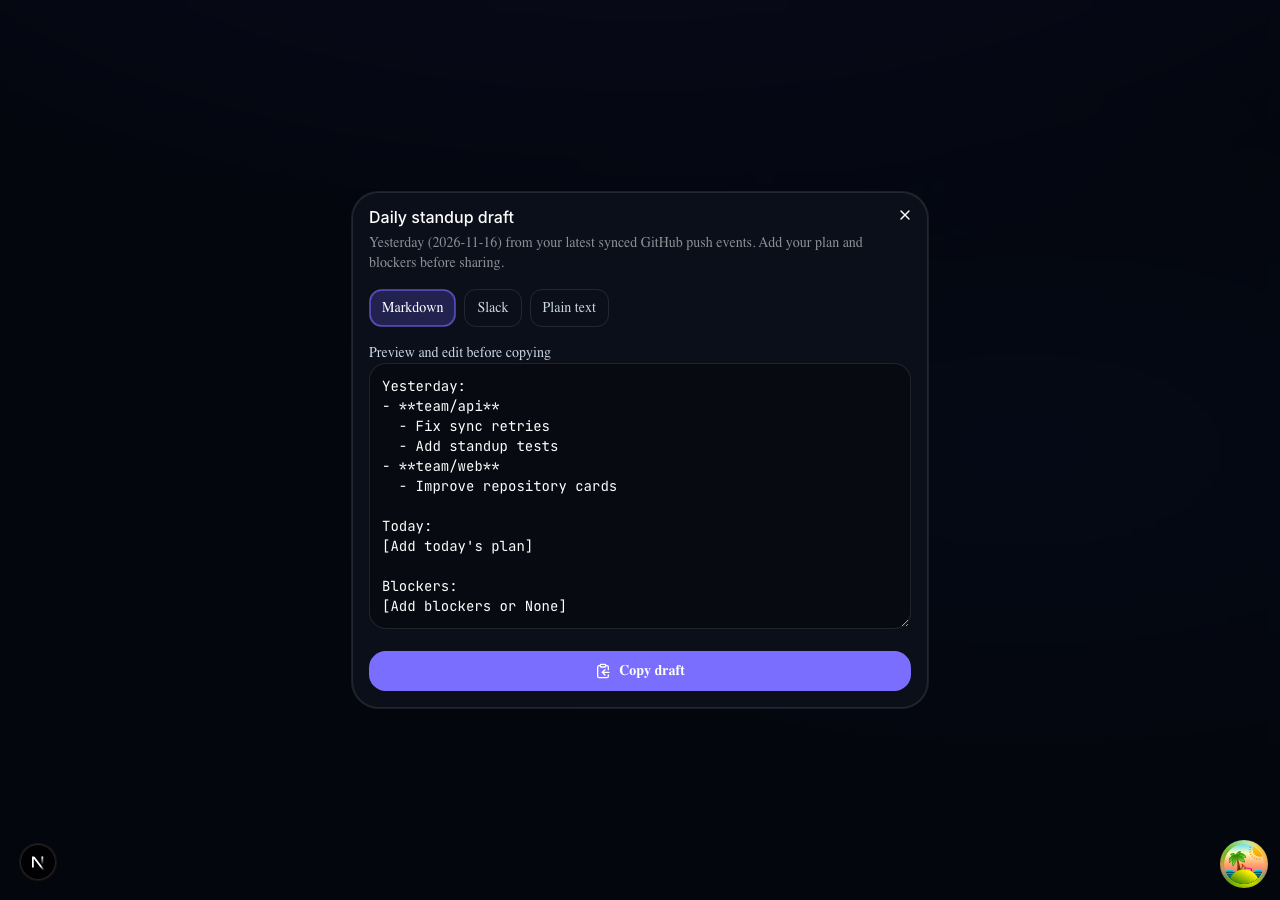 Daily standup draft
Yesterday (2026-11-16) from your latest synced GitHub push events. Add your plan and
blockers before sharing.
Markdown Slack Plain text
Preview and edit before copying
Yesterday:
- **team/api**
  - Fix sync retries
  - Add standup tests
- **team/web**
  - Improve repository cards

Today:
[Add today's plan]

Blockers:
[Add blockers or None]
Copy draft
N